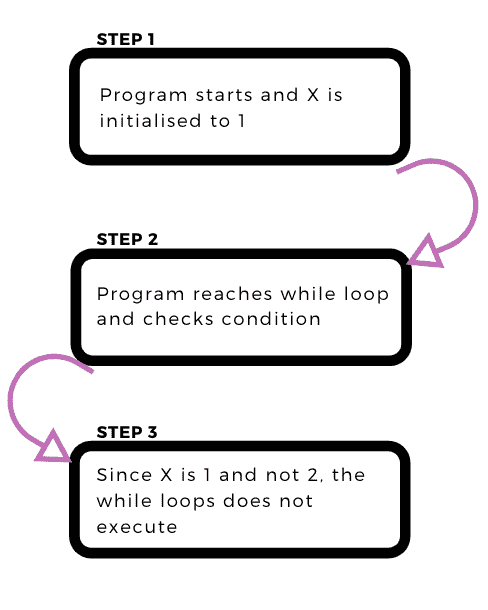 STEP 1
Program starts and X is
initialised to 1
STEP 2
Program reaches while loop
and checks condition
STEP 3
Since X is 1 and not 2, the
while loops does not
execute